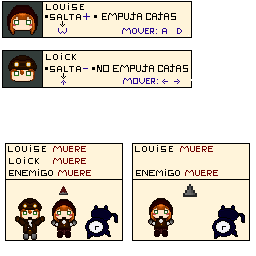 LOUISE
•SALTA+ •EMPUJA CAJAS
W MOVER: A D
LOICK
•SALTA- •NO EMPUJA CAJAS
↑ MOVER: ← →
LOUISE MUERE
LOICK MUERE
ENEMIGO MUERE
LOUISE MUERE
ENEMIGO MUERE